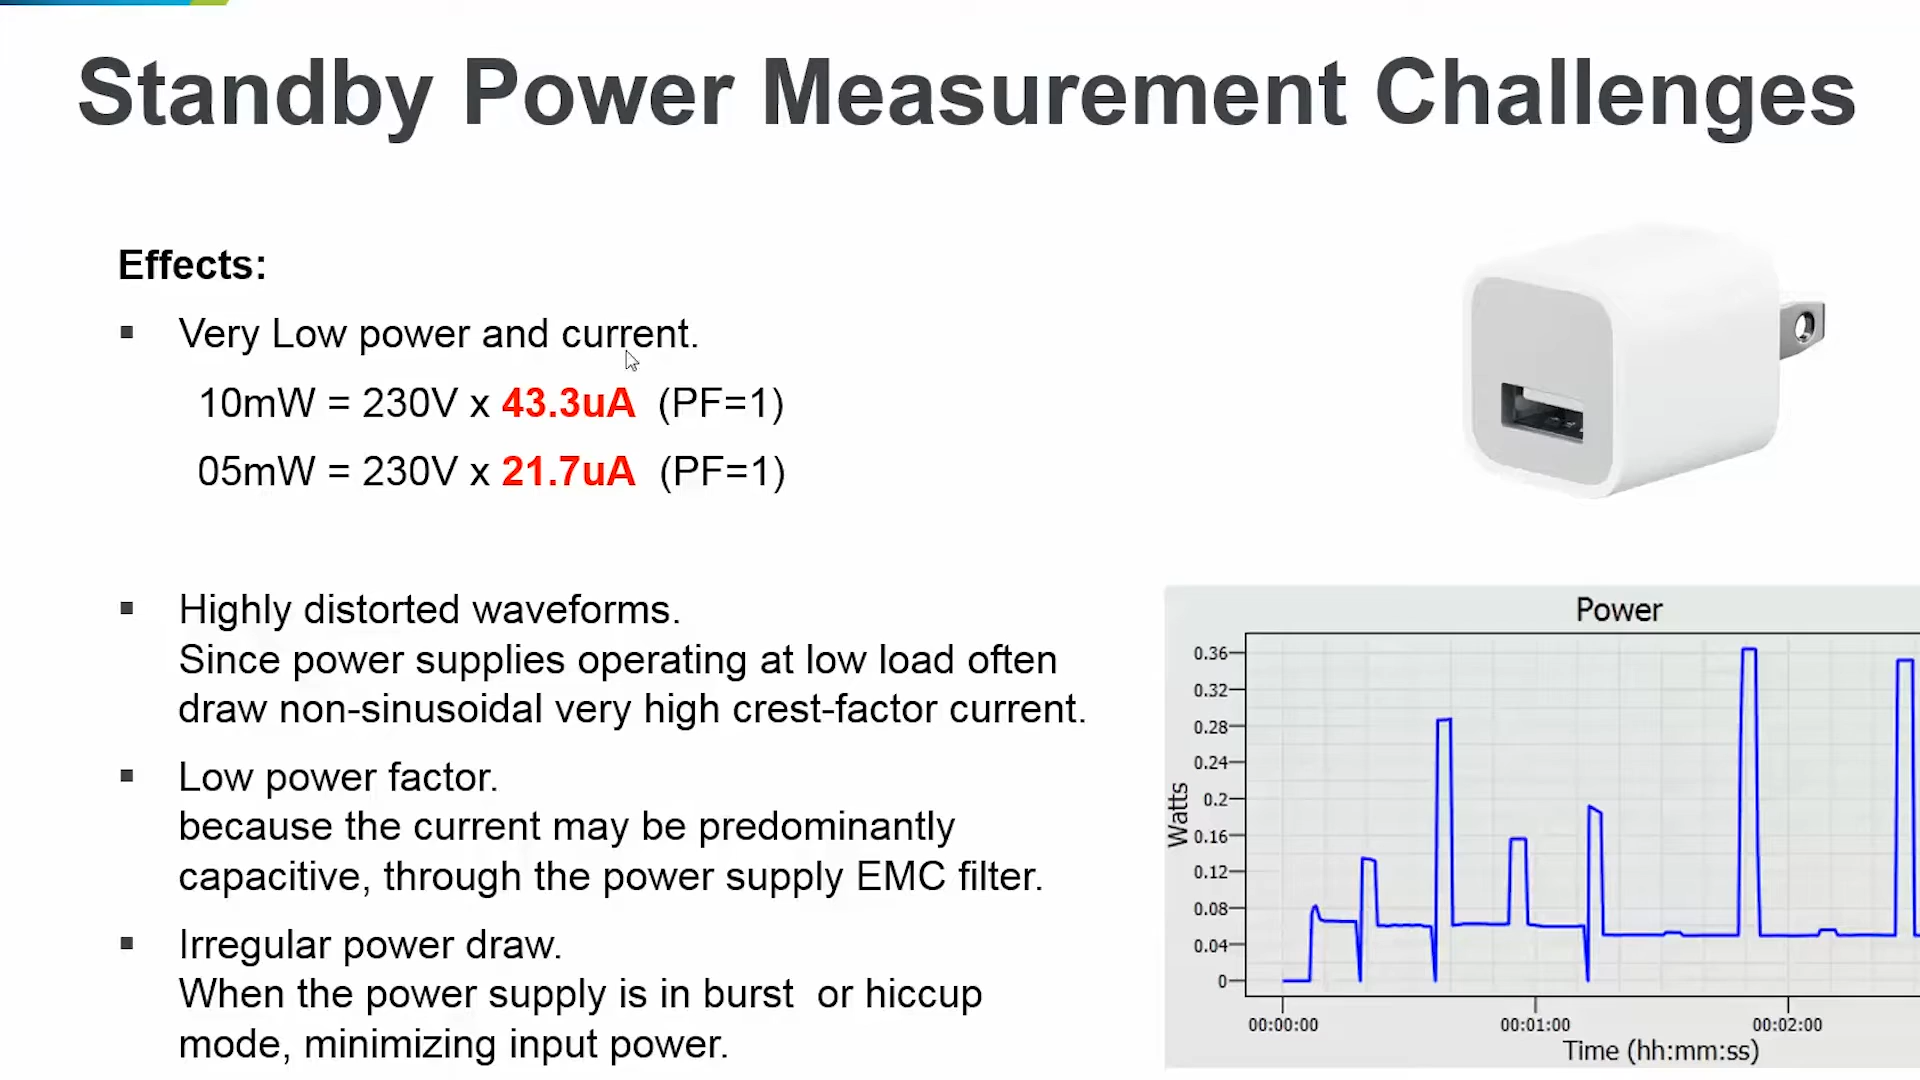 Standby Power Measurement Challenges
Effects:
▪ Very Low power and current.
10mW = 230V x 43.3uA (PF=1)
05mW = 230V x 21.7uA (PF=1)
▪ Highly distorted waveforms.
Since power supplies operating at low load often
draw non-sinusoidal very high crest-factor current.
▪ Low power factor.
because the current may be predominantly
capacitive, through the power supply EMC filter.
▪ Irregular power draw.
When the power supply is in burst or hiccup
mode, minimizing input power.
Power
Watts
0.36
0.32
0.28
0.24
0.2
0.16
0.12
0.08
0.04
0
00:00:00 00:01:00 00:02:00
Time (hh:mm:ss)